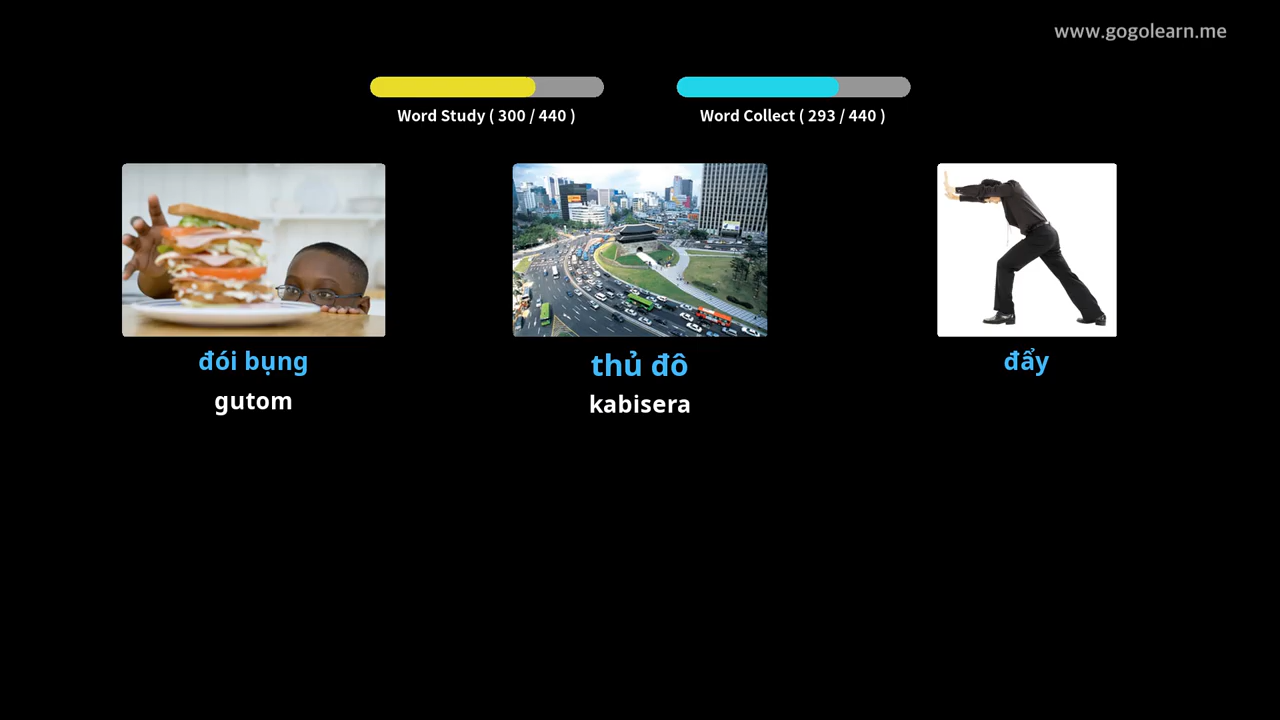 www.gogolearn.me
Word Study ( 300 / 440 )
Word Collect ( 293 / 440 )
đói bụng
gutom
thủ đô
kabisera
đẩy